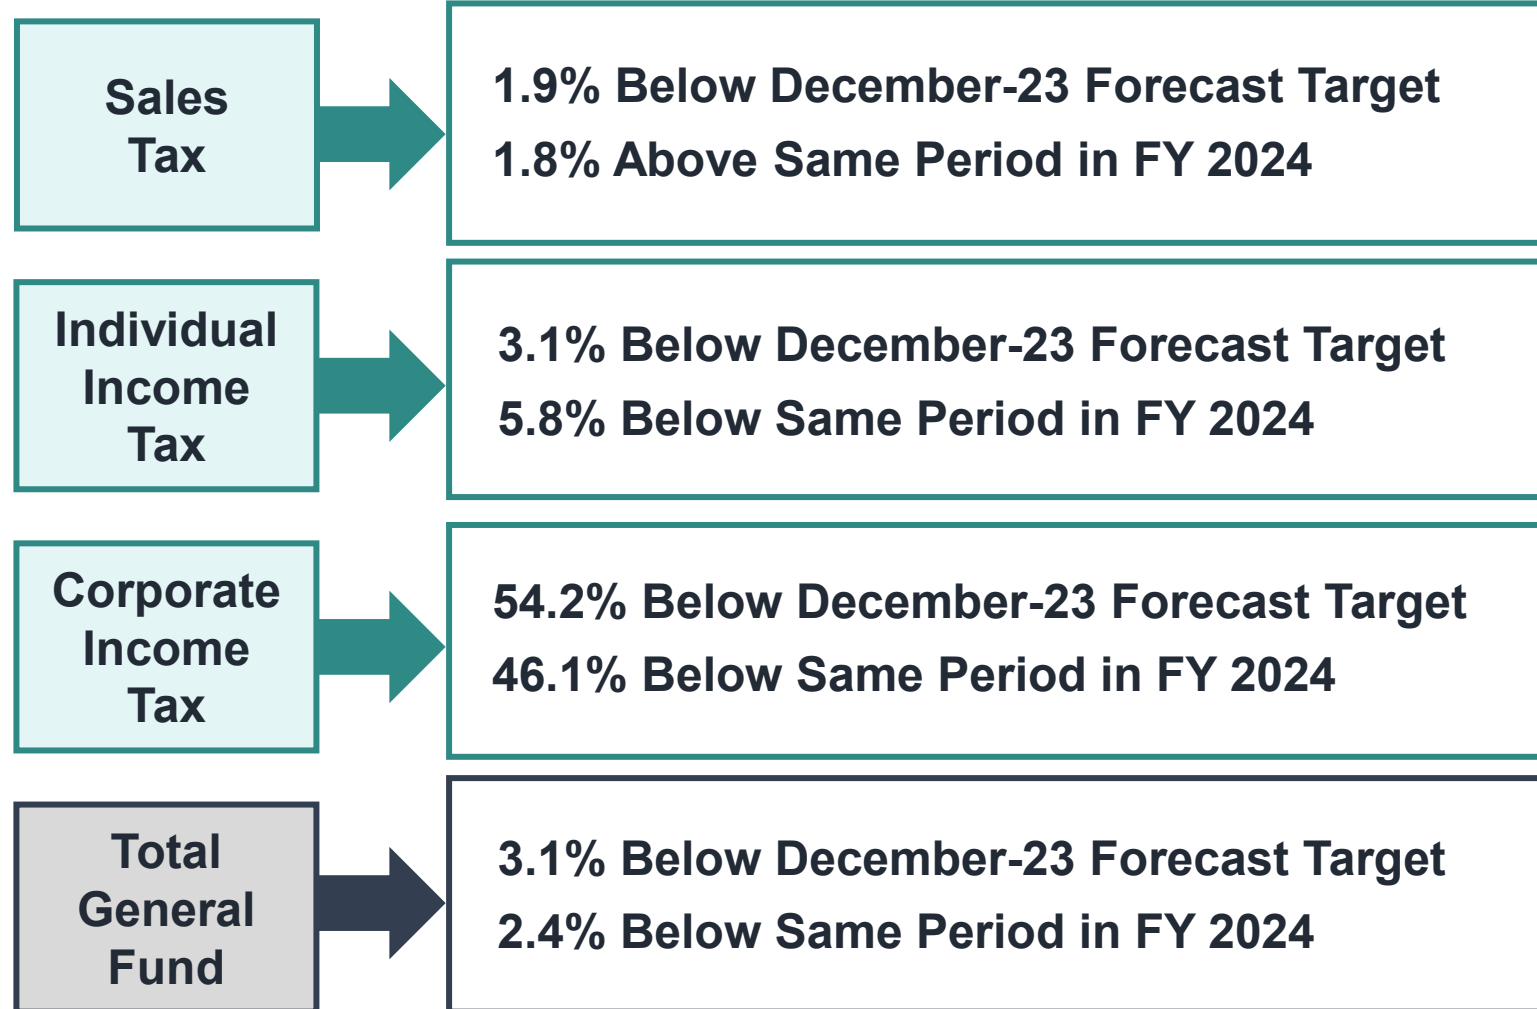 Sales
Tax
1.9% Below December-23 Forecast Target
1.8% Above Same Period in FY 2024
Individual
Income
Tax
3.1% Below December-23 Forecast Target
5.8% Below Same Period in FY 2024
Corporate
Income
Tax
54.2% Below December-23 Forecast Target
46.1% Below Same Period in FY 2024
Total
General
Fund
3.1% Below December-23 Forecast Target
2.4% Below Same Period in FY 2024